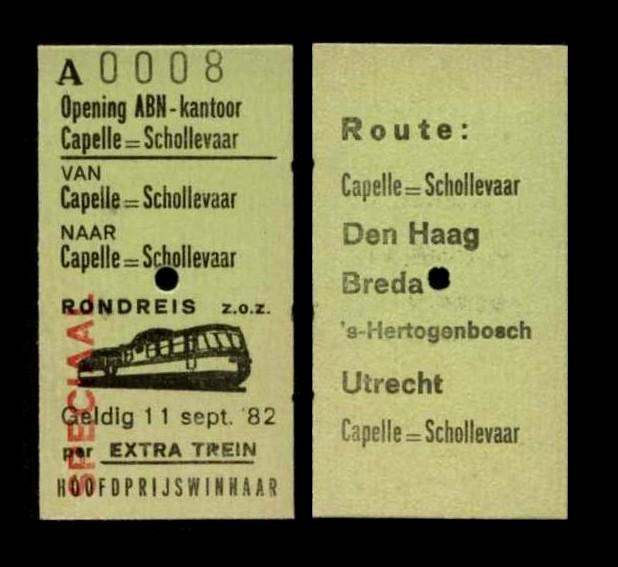 A 0008
Opening ABN-kantoor
Capelle=Schollevaar
VAN
Capelle=Schollevaar
NAAR
Capelle=Schollevaar
RONDREIS z.o.z.
SPECIAAL
Geldig 11 sept. '82
per EXTRA TREIN
HOOFDPRIJSWINNAAR
Route:
Capelle=Schollevaar
Den Haag
Breda
's-Hertogenbosch
Utrecht
Capelle=Schollevaar